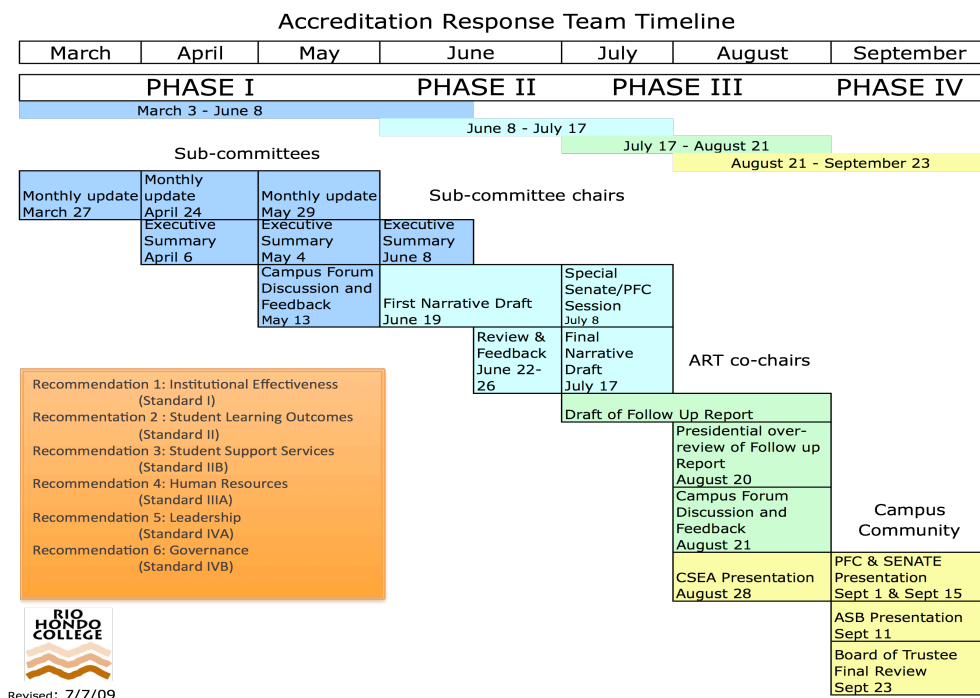 Accreditation Response Team Timeline
March April May June July August September
PHASE I PHASE II PHASE III PHASE IV
March 3 - June 8
June 8 - July 17
July 17 - August 21
August 21 - September 23
Sub-committees
Monthly update
March 27
Monthly
update
April 24
Monthly update
May 29
Sub-committee chairs
Executive
Summary
April 6
Executive
Summary
May 4
Executive
Summary
June 8
Campus Forum
Discussion and
Feedback
May 13
First Narrative Draft
June 19
Special
Senate/PFC
Session
July 8
Review &
Feedback
June 22-
26
Final
Narrative
Draft
July 17
ART co-chairs
Recommendation 1: Institutional Effectiveness
(Standard I)
Recommentation 2 : Student Learning Outcomes
(Standard II)
Recommendation 3: Student Support Services
(Standard IIB)
Recommendation 4: Human Resources
(Standard IIIA)
Recommendation 5: Leadership
(Standard IVA)
Recommendation 6: Governance
(Standard IVB)
Draft of Follow Up Report
Presidential over-
review of Follow up
Report
August 20
Campus Forum
Discussion and
Feedback
August 21
Campus
Community
CSEA Presentation
August 28
PFC & SENATE
Presentation
Sept 1 & Sept 15
ASB Presentation
Sept 11
Board of Trustee
Final Review
Sept 23
RIO
HONDO
COLLEGE
Revised: 7/7/09